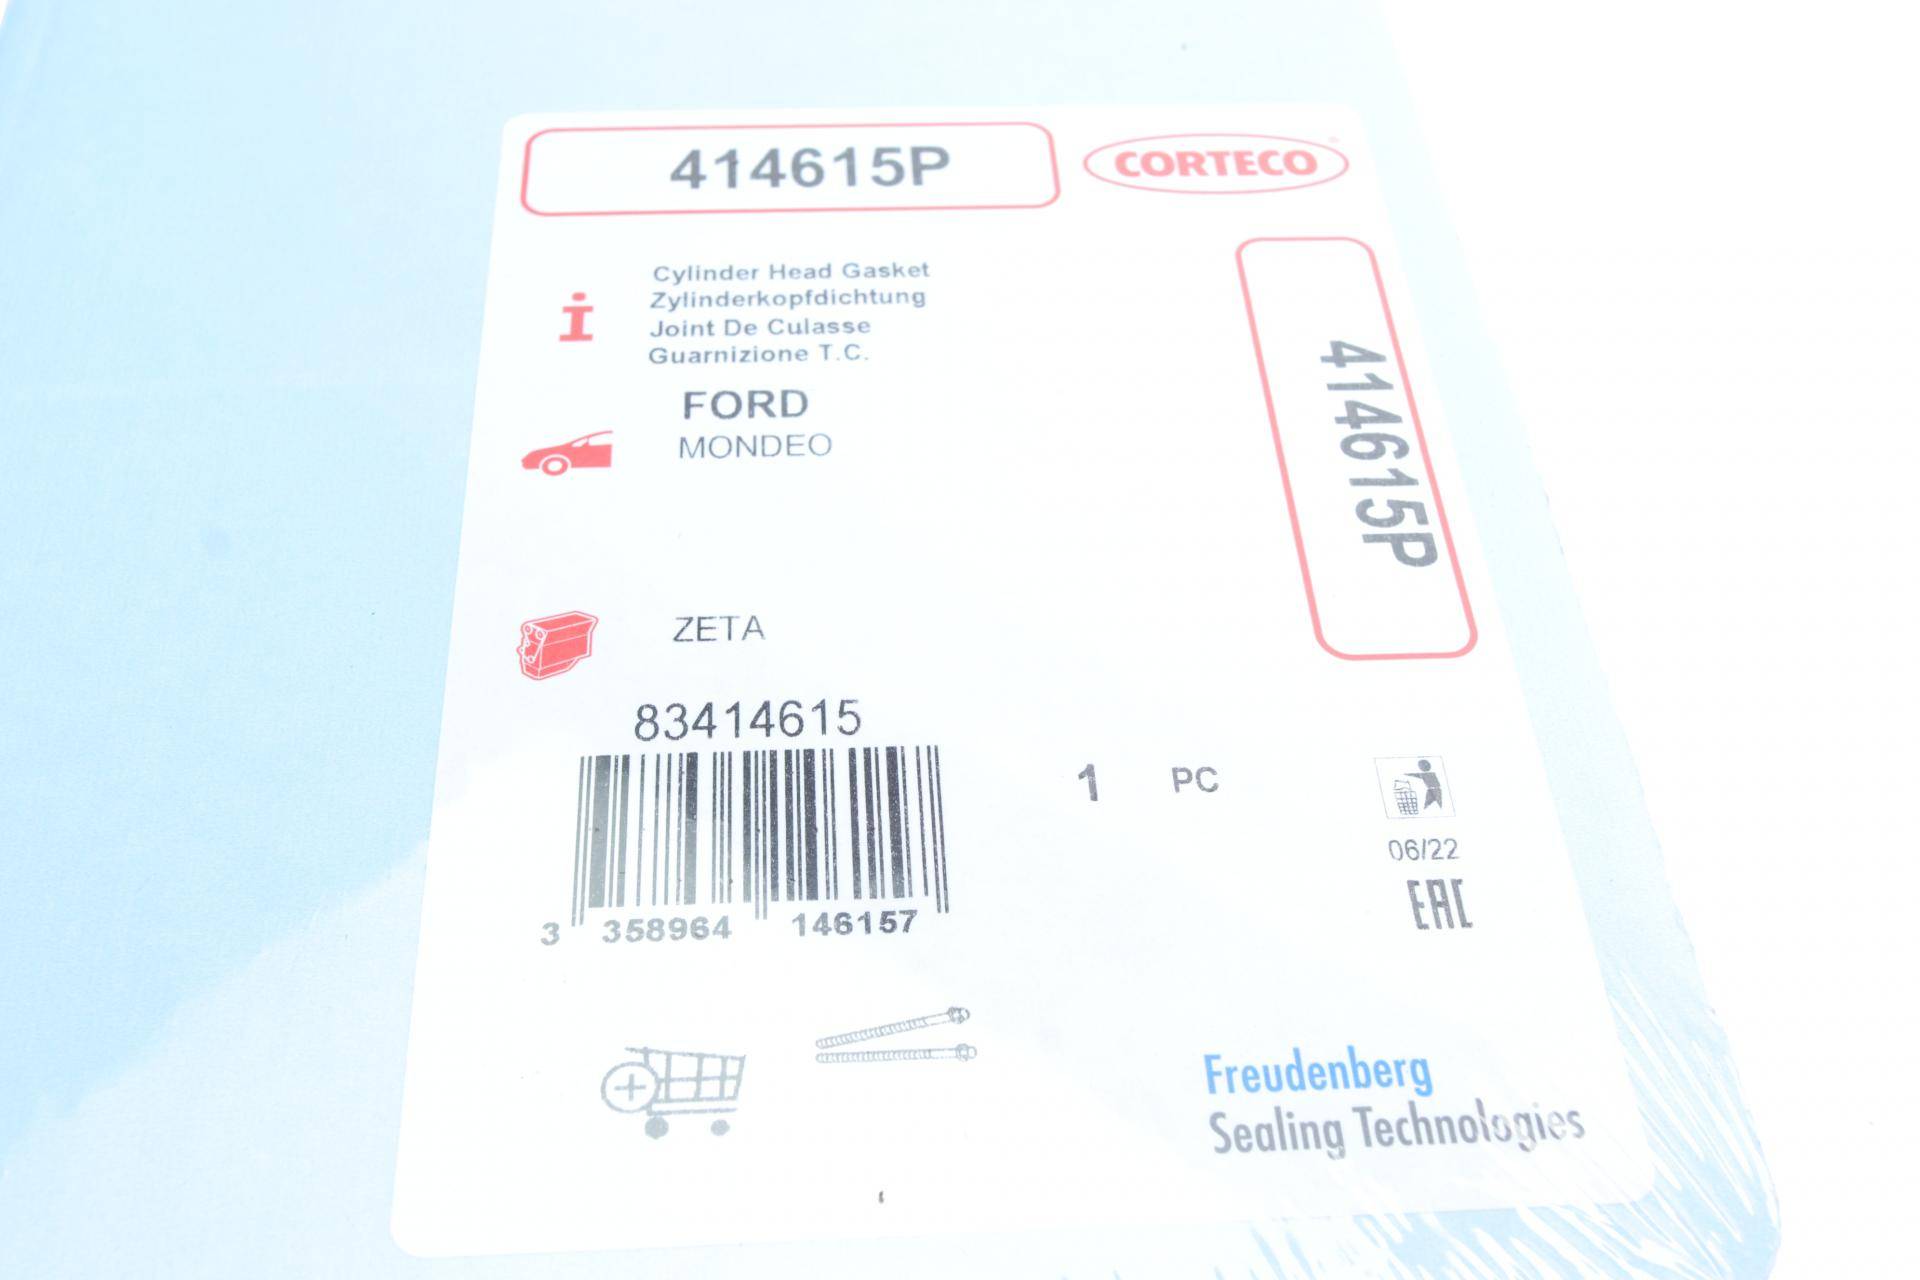 414615P
CORTECO®
Cylinder Head Gasket
Zylinderkopfdichtung
Joint De Culasse
Guarnizione T.C.
FORD
MONDEO
414615P
ZETA
83414615
3 358964 146157
1 PC
06/22
EAC
Freudenberg
Sealing Technologies